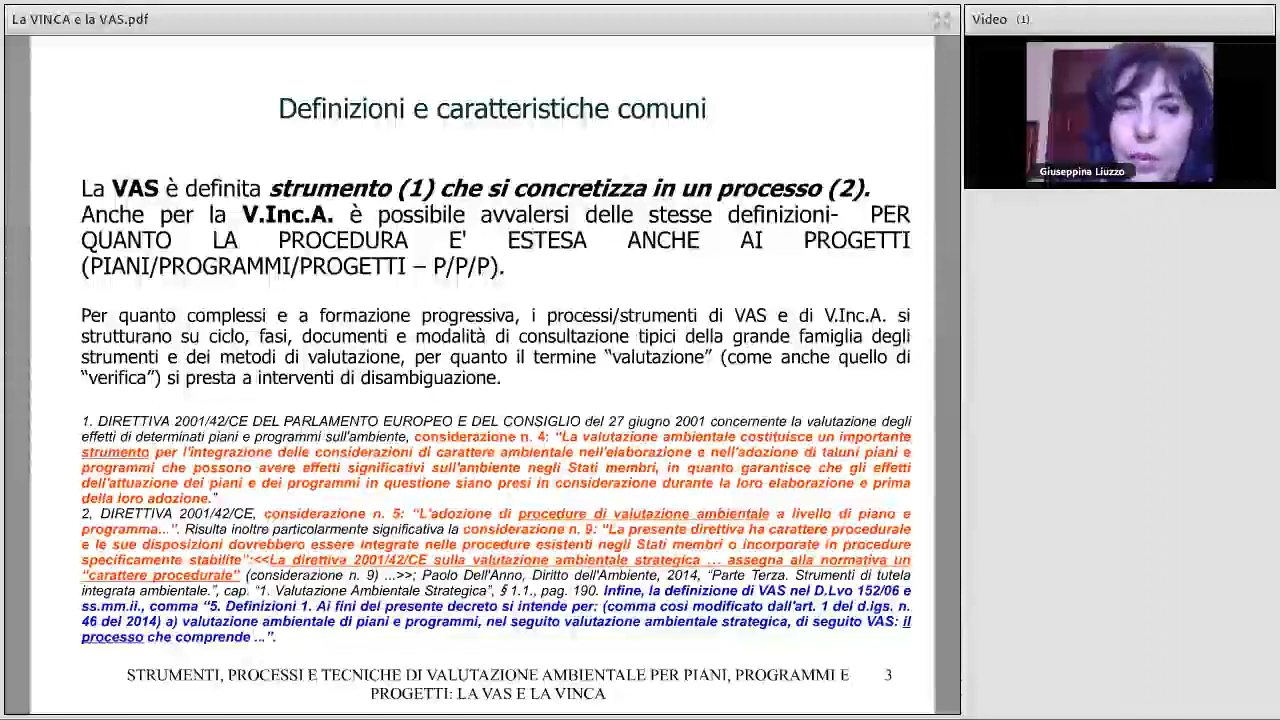 La VINCA e la VAS.pdf
Video (1)
Giuseppina Liuzzo
Definizioni e caratteristiche comuni
La VAS è definita strumento (1) che si concretizza in un processo (2).
Anche per la V.Inc.A. è possibile avvalersi delle stesse definizioni- PER
QUANTO LA PROCEDURA E' ESTESA ANCHE AI PROGETTI
(PIANI/PROGRAMMI/PROGETTI – P/P/P).
Per quanto complessi e a formazione progressiva, i processi/strumenti di VAS e di V.Inc.A. si
strutturano su ciclo, fasi, documenti e modalità di consultazione tipici della grande famiglia degli
strumenti e dei metodi di valutazione, per quanto il termine “valutazione” (come anche quello di
“verifica”) si presta a interventi di disambiguazione.
1. DIRETTIVA 2001/42/CE DEL PARLAMENTO EUROPEO E DEL CONSIGLIO del 27 giugno 2001 concernente la valutazione degli
effetti di determinati piani e programmi sull'ambiente, considerazione n. 4: “La valutazione ambientale costituisce un importante
strumento per l'integrazione delle considerazioni di carattere ambientale nell'elaborazione e nell'adozione di taluni piani e
programmi che possono avere effetti significativi sull'ambiente negli Stati membri, in quanto garantisce che gli effetti
dell'attuazione dei piani e dei programmi in questione siano presi in considerazione durante la loro elaborazione e prima
della loro adozione.”
2, DIRETTIVA 2001/42/CE, considerazione n. 5: “L'adozione di procedure di valutazione ambientale a livello di piano e
programma...”. Risulta inoltre particolarmente significativa la considerazione n. 9: “La presente direttiva ha carattere procedurale
e le sue disposizioni dovrebbero essere integrate nelle procedure esistenti negli Stati membri o incorporate in procedure
specificamente stabilite”:<<La direttiva 2001/42/CE sulla valutazione ambientale strategica ... assegna alla normativa un
“carattere procedurale” (considerazione n. 9) ...>>; Paolo Dell'Anno, Diritto dell'Ambiente, 2014, “Parte Terza. Strumenti di tutela
integrata ambientale.”, cap. “1. Valutazione Ambientale Strategica”, § 1.1., pag. 190. Infine, la definizione di VAS nel D.Lvo 152/06 e
ss.mm.ii., comma “5. Definizioni 1. Ai fini del presente decreto si intende per: (comma così modificato dall'art. 1 del d.lgs. n.
46 del 2014) a) valutazione ambientale di piani e programmi, nel seguito valutazione ambientale strategica, di seguito VAS: il
processo che comprende ...”.
STRUMENTI, PROCESSI E TECNICHE DI VALUTAZIONE AMBIENTALE PER PIANI, PROGRAMMI E
PROGETTI: LA VAS E LA VINCA
3